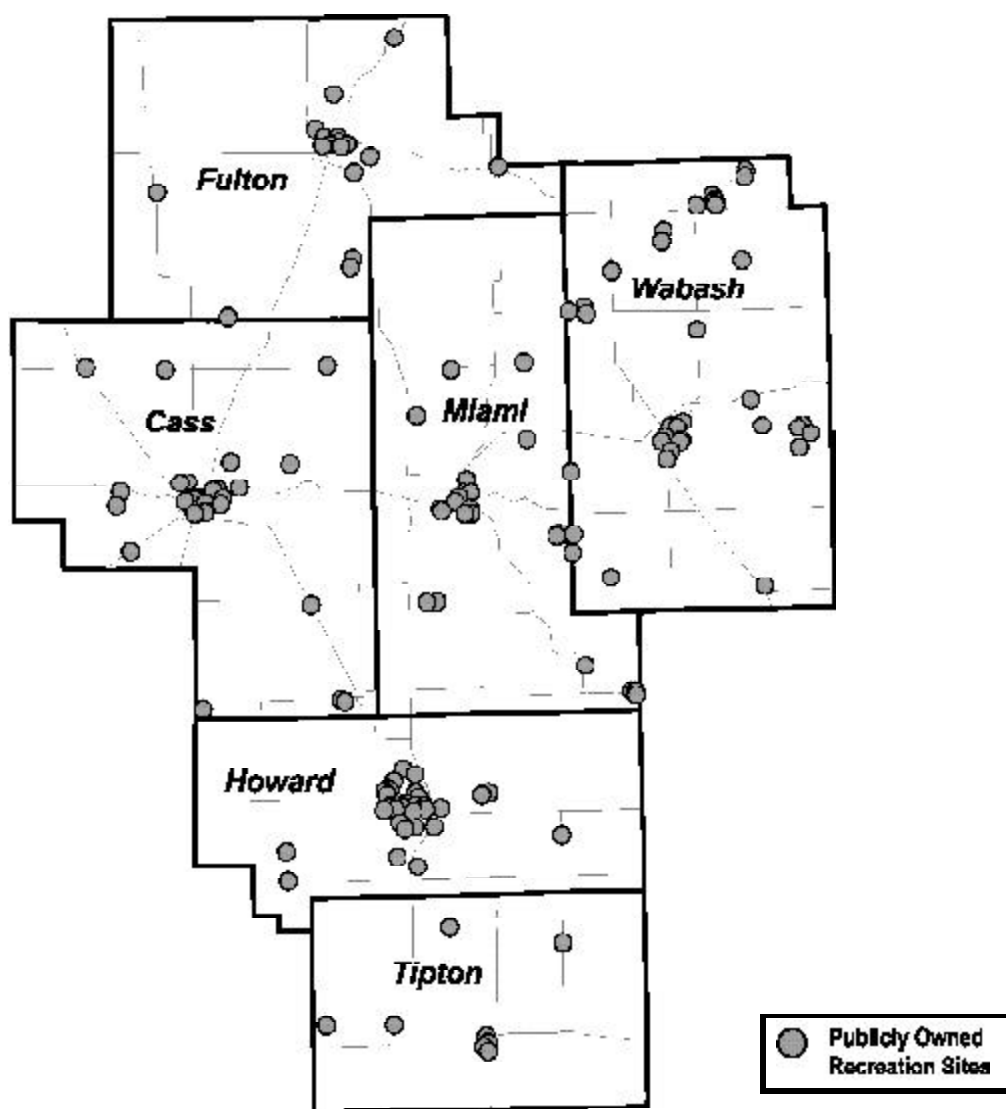 Fulton
Wabash
Cass
Miami
Howard
Tipton
Publicly Owned
Recreation Sites